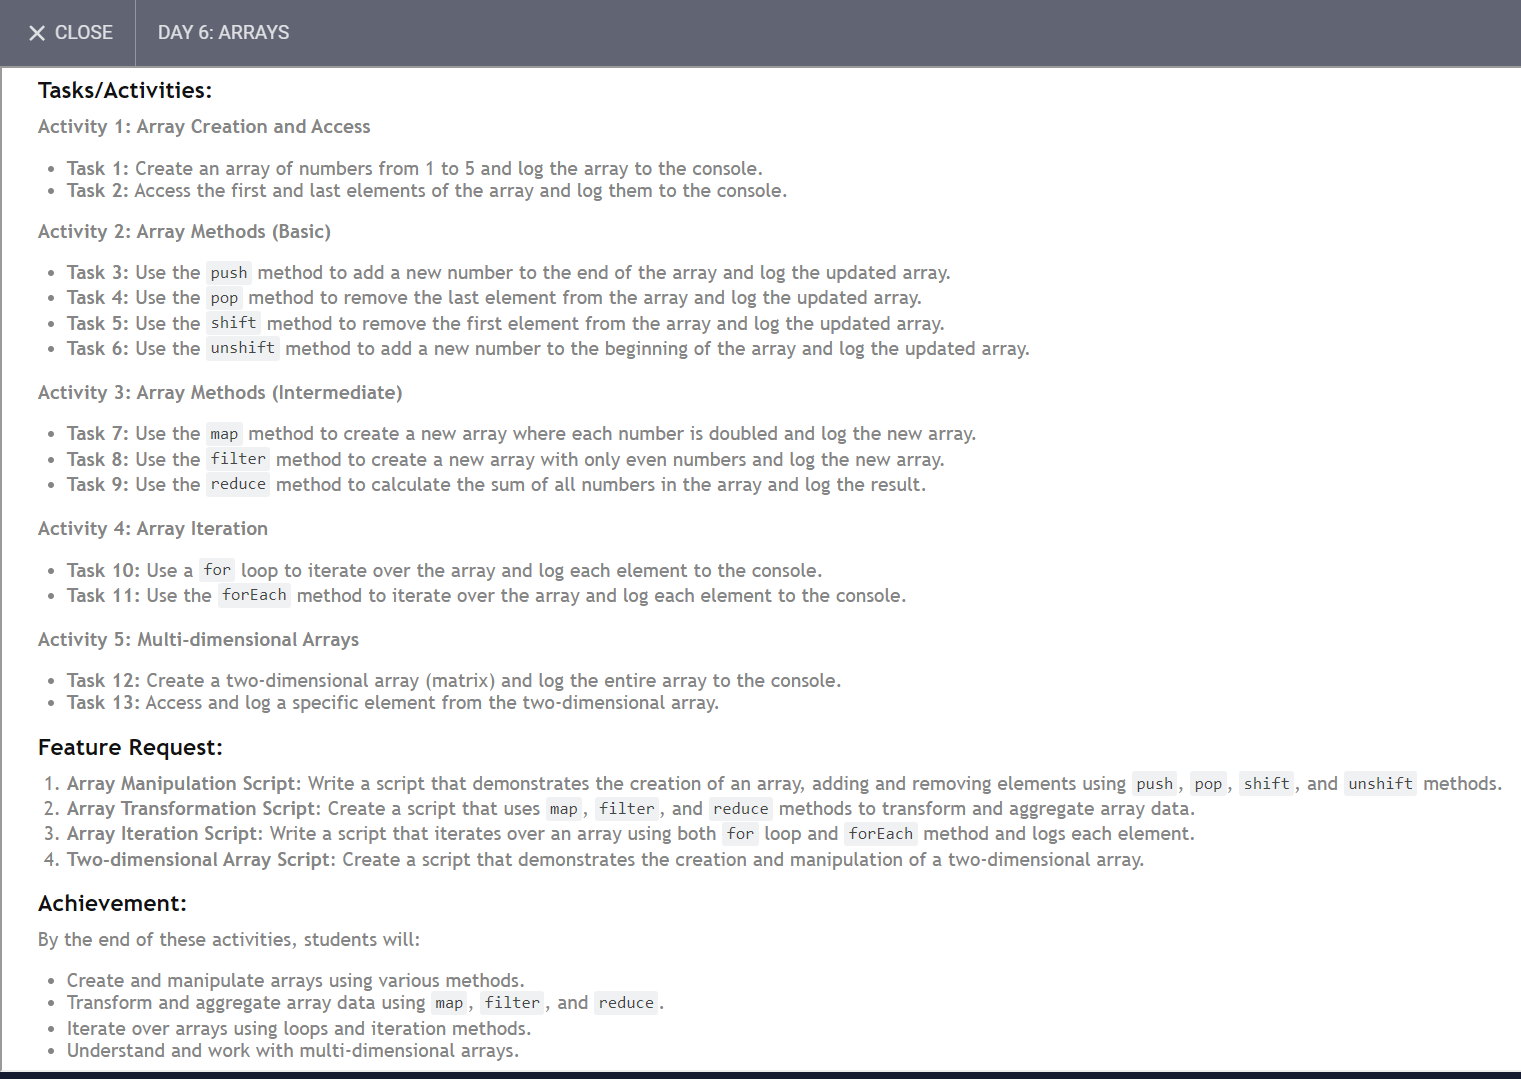 CLOSE DAY 6: ARRAYS
Tasks/Activities:
Activity 1: Array Creation and Access
• Task 1: Create an array of numbers from 1 to 5 and log the array to the console.
• Task 2: Access the first and last elements of the array and log them to the console.
Activity 2: Array Methods (Basic)
• Task 3: Use the push method to add a new number to the end of the array and log the updated array.
• Task 4: Use the pop method to remove the last element from the array and log the updated array.
• Task 5: Use the shift method to remove the first element from the array and log the updated array.
• Task 6: Use the unshift method to add a new number to the beginning of the array and log the updated array.
Activity 3: Array Methods (Intermediate)
• Task 7: Use the map method to create a new array where each number is doubled and log the new array.
• Task 8: Use the filter method to create a new array with only even numbers and log the new array.
• Task 9: Use the reduce method to calculate the sum of all numbers in the array and log the result.
Activity 4: Array Iteration
• Task 10: Use a for loop to iterate over the array and log each element to the console.
• Task 11: Use the forEach method to iterate over the array and log each element to the console.
Activity 5: Multi-dimensional Arrays
• Task 12: Create a two-dimensional array (matrix) and log the entire array to the console.
• Task 13: Access and log a specific element from the two-dimensional array.
Feature Request:
1. Array Manipulation Script: Write a script that demonstrates the creation of an array, adding and removing elements using push, pop, shift, and unshift methods.
2. Array Transformation Script: Create a script that uses map, filter, and reduce methods to transform and aggregate array data.
3. Array Iteration Script: Write a script that iterates over an array using both for loop and forEach method and logs each element.
4. Two-dimensional Array Script: Create a script that demonstrates the creation and manipulation of a two-dimensional array.
Achievement:
By the end of these activities, students will:
• Create and manipulate arrays using various methods.
• Transform and aggregate array data using map, filter, and reduce.
• Iterate over arrays using loops and iteration methods.
• Understand and work with multi-dimensional arrays.